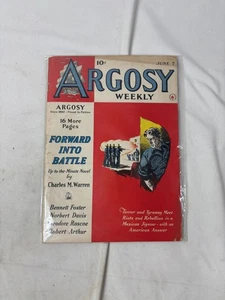 10¢
JUNE 7
ARGOSY
WEEKLY
ARGOSY
16 More
Pages
FORWARD
INTO
BATTLE
Up to the Minute Novel
by
Charles M. Warren
Bennett Foster
Norbert Davis
Theodore Roscoe
Robert Arthur
Terror and Tyranny Meet
Riots and Rebellion in a
Mexican Jigsaw—with an
American Answer